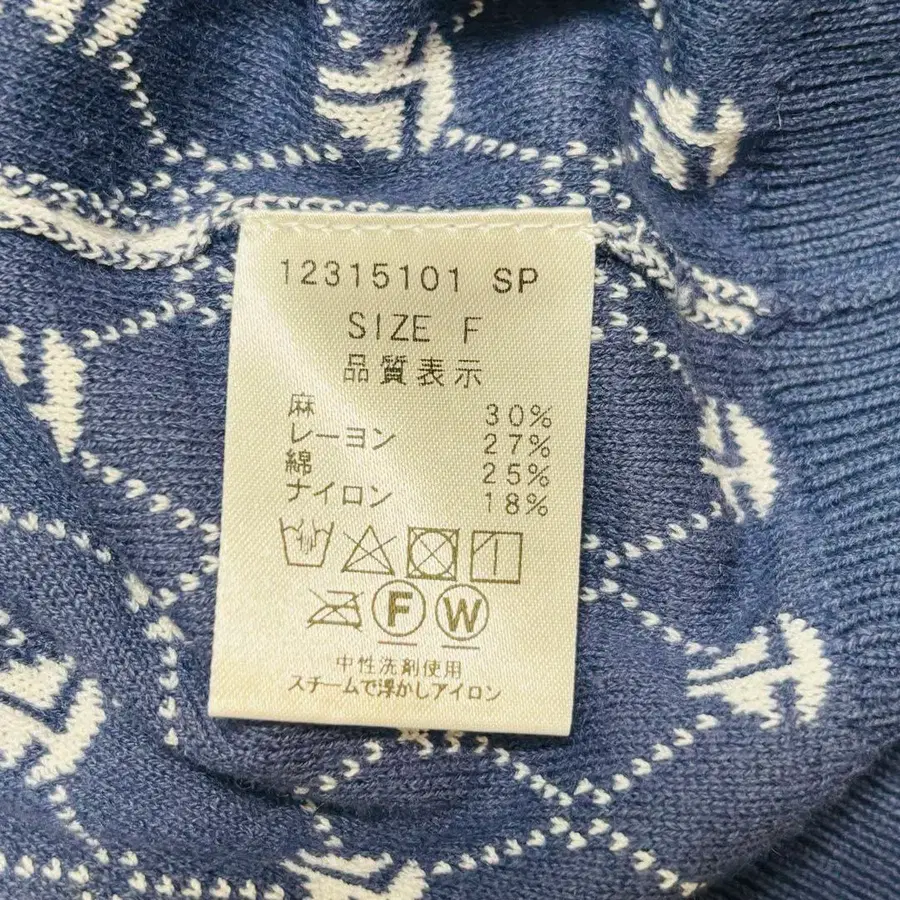 12315101 SP
SIZE F
品質表示
麻 30%
レーヨン 27%
綿 25%
ナイロン 18%
F W
中性洗剤使用
スチームで浮かしアイロン